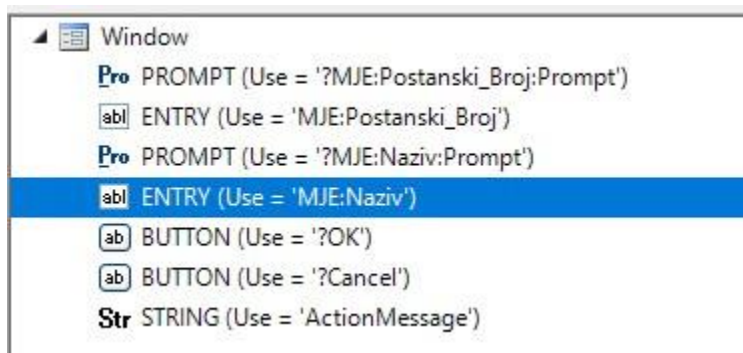 Window
Pro PROMPT (Use = '?MJE:Postanski_Broj:Prompt')
abl ENTRY (Use = 'MJE:Postanski_Broj')
Pro PROMPT (Use = '?MJE:Naziv:Prompt')
abl ENTRY (Use = 'MJE:Naziv')
ab BUTTON (Use = '?OK')
ab BUTTON (Use = '?Cancel')
Str STRING (Use = 'ActionMessage')